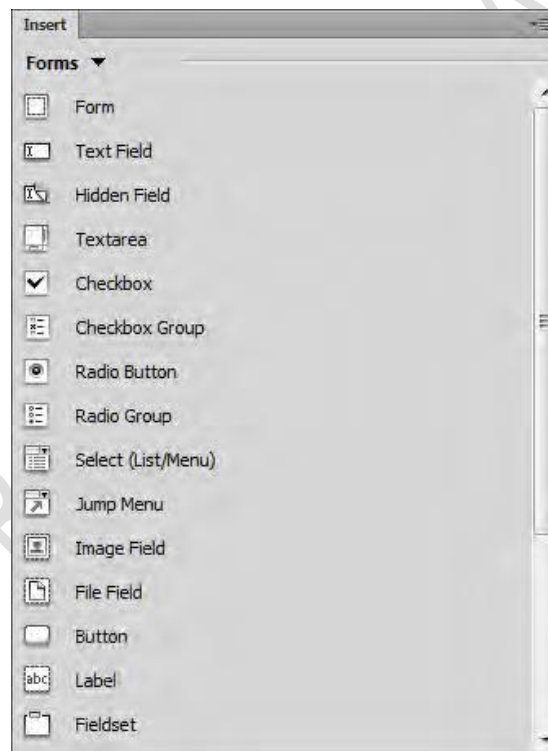 Insert
Forms
Form
Text Field
Hidden Field
Textarea
Checkbox
Checkbox Group
Radio Button
Radio Group
Select (List/Menu)
Jump Menu
Image Field
File Field
Button
abc Label
Fieldset